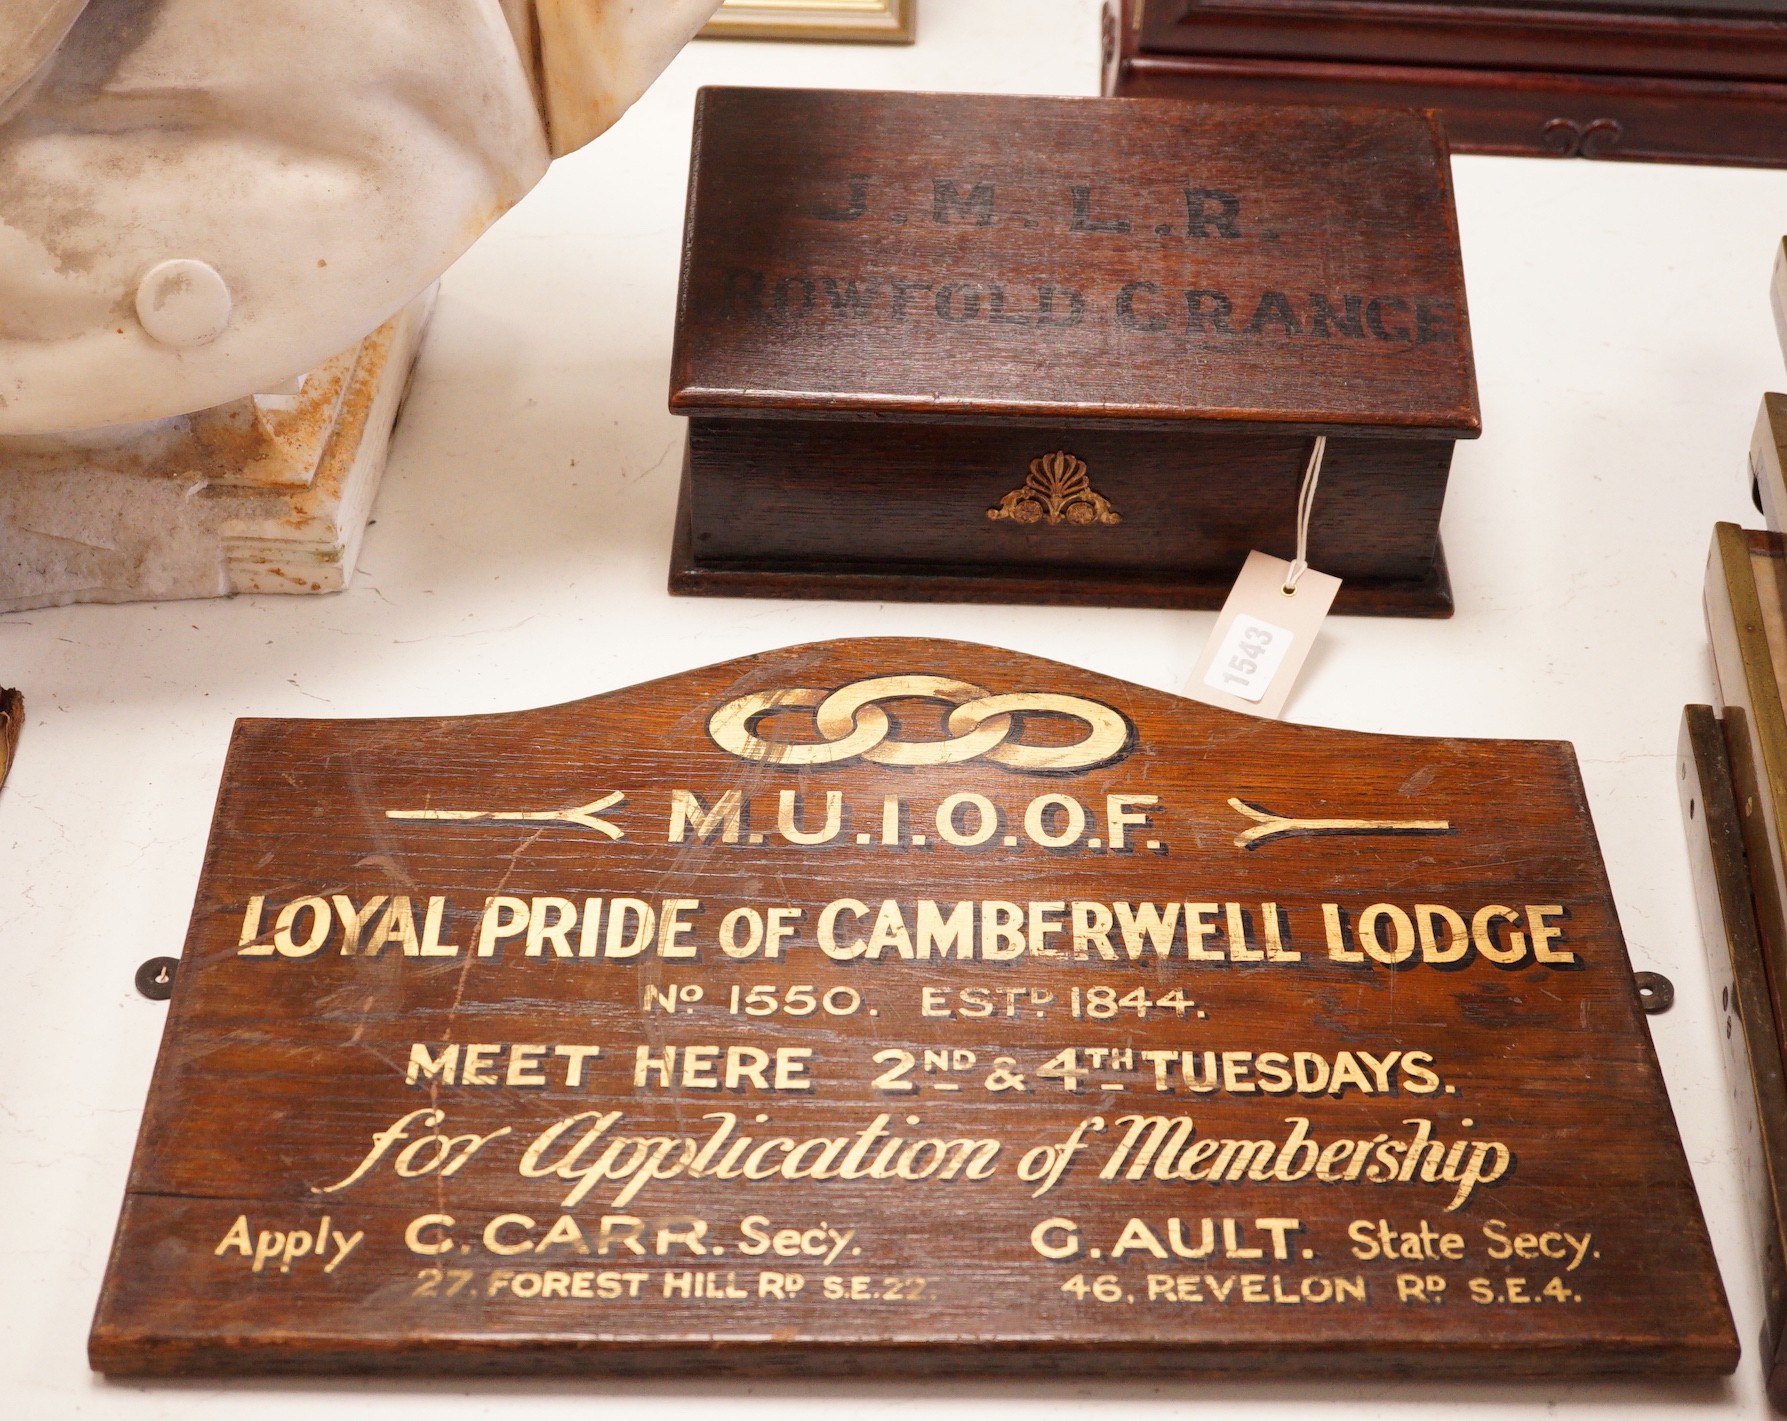 J.M.L.R.
ROWFOLD GRANGE
1543
M.U.I.O.O.F.
LOYAL PRIDE OF CAMBERWELL LODGE
Nº 1550. ESTD. 1844.
MEET HERE 2ND & 4TH TUESDAYS.
for Application of Membership
Apply C. CARR. Sec'y. G. AULT. State Secy.
27. FOREST HILL RD S.E.22. 46, REVELON RD. S.E.4.